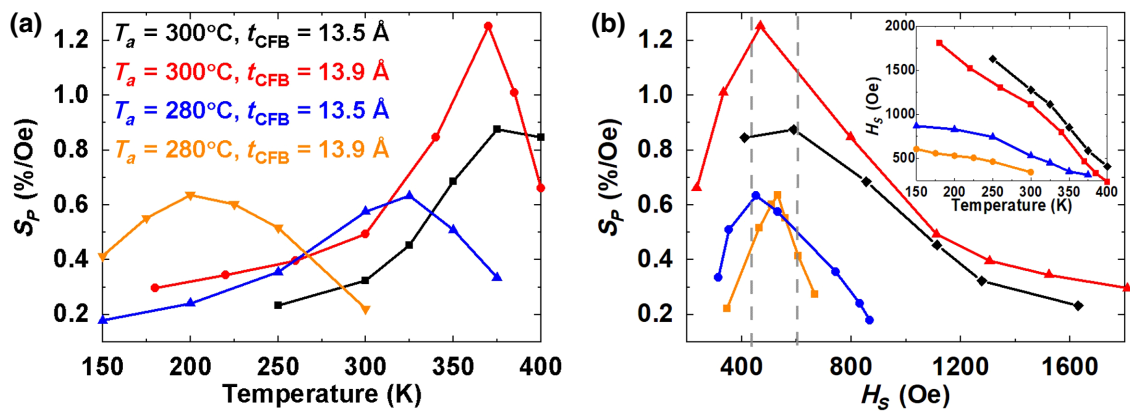 (a)
S_P (%/Oe)
1.2
1.0
0.8
0.6
0.4
0.2
T_a = 300°C, t_CFB = 13.5 Å
T_a = 300°C, t_CFB = 13.9 Å
T_a = 280°C, t_CFB = 13.5 Å
T_a = 280°C, t_CFB = 13.9 Å
150 200 250 300 350 400
Temperature (K)
(b)
S_P (%/Oe)
1.2
1.0
0.8
0.6
0.4
0.2
400 800 1200 1600
H_S (Oe)
H_S (Oe)
2000
1500
1000
500
150 200 250 300 350 400
Temperature (K)